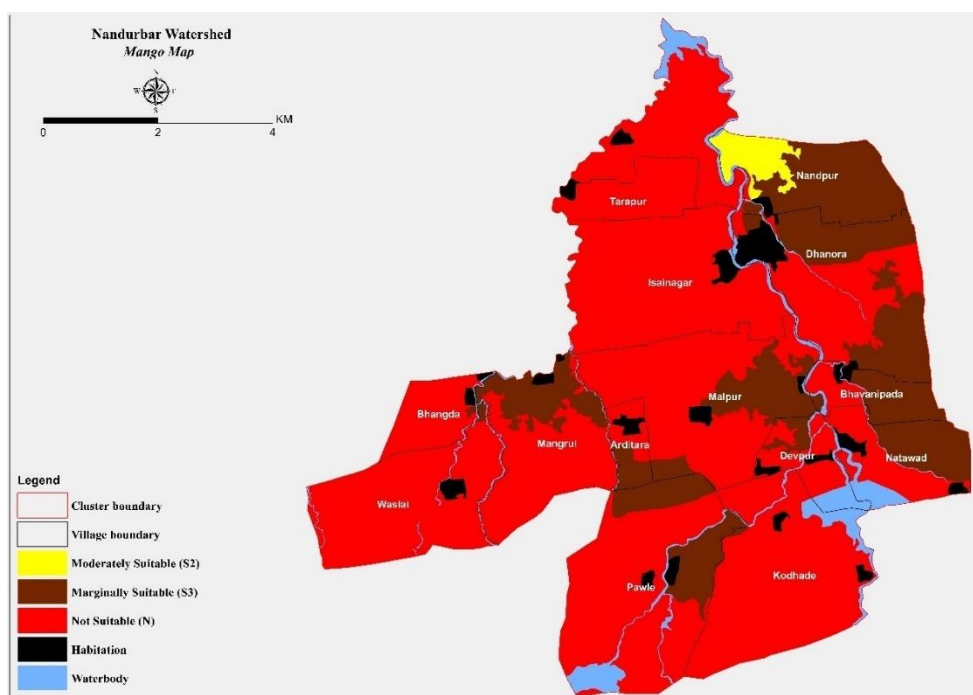 Nandurbar Watershed
Mango Map
N
W
S
KM
0 2 4
Nandpur
Tarapur
Dhanora
Isainagar
Bhavanipada
Malpur
Bhangda
Mangrul
Arditara
Devpur
Natawad
Waslai
Kodhade
Pawle
Legend
Cluster boundary
Village boundary
Moderately Suitable (S2)
Marginally Suitable (S3)
Not Suitable (N)
Habitation
Waterbody